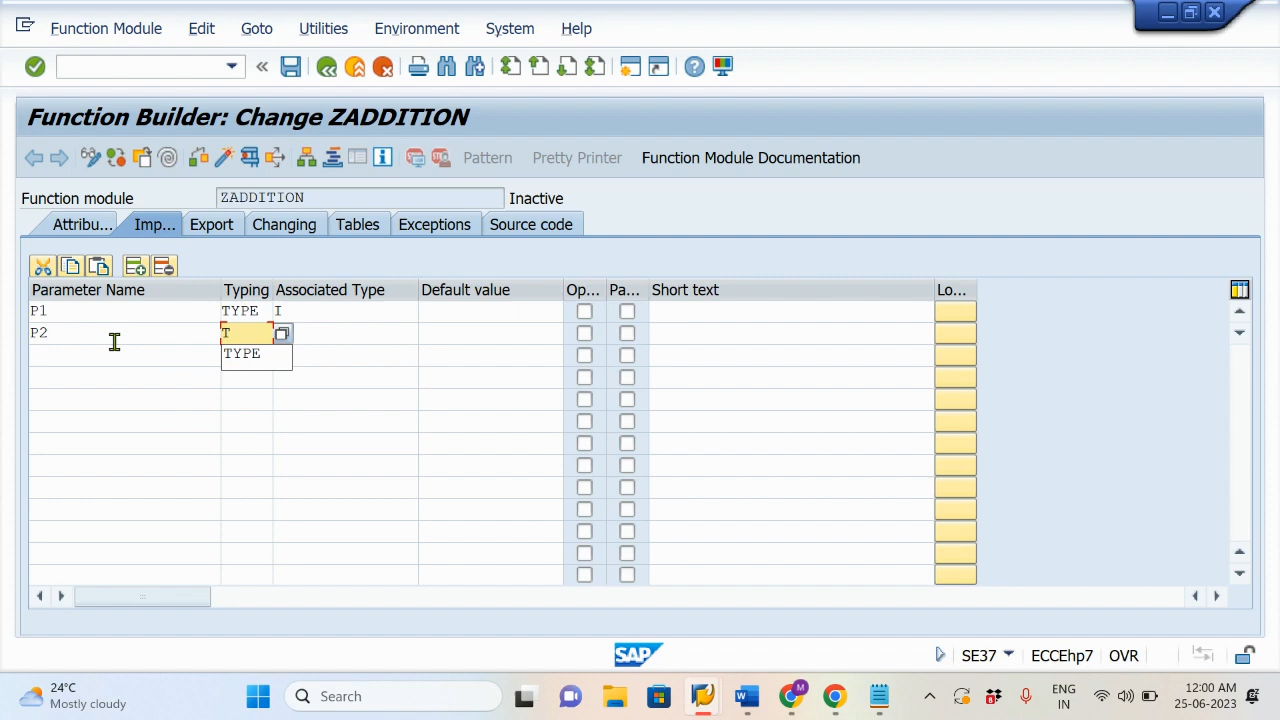 Function Module Edit Goto Utilities Environment System Help
Function Builder: Change ZADDITION
Pattern Pretty Printer Function Module Documentation
Function module ZADDITION Inactive
Attribu... Imp... Export Changing Tables Exceptions Source code
Parameter Name Typing Associated Type Default value Op... Pa... Short text Lo...
P1 TYPE I
P2 T
TYPE
SAP SE37 ECCEhp7 OVR
24°C
Mostly cloudy
Search
M
ENG
IN
12:00 AM
25-06-2023